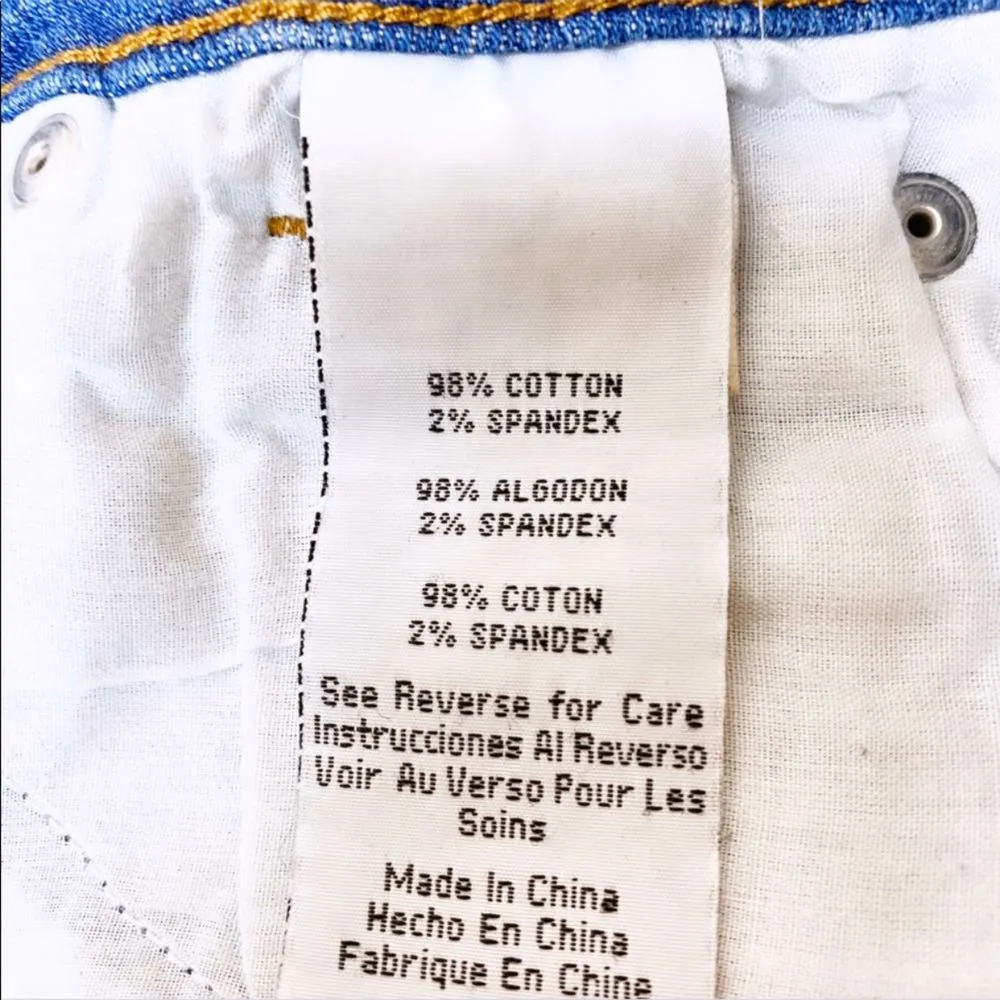 98% COTTON
2% SPANDEX
98% ALGODON
2% SPANDEX
98% COTON
2% SPANDEX
See Reverse for Care
Instrucciones Al Reverso
Voir Au Verso Pour Les
Soins
Made In China
Hecho En China
Fabrique En Chine